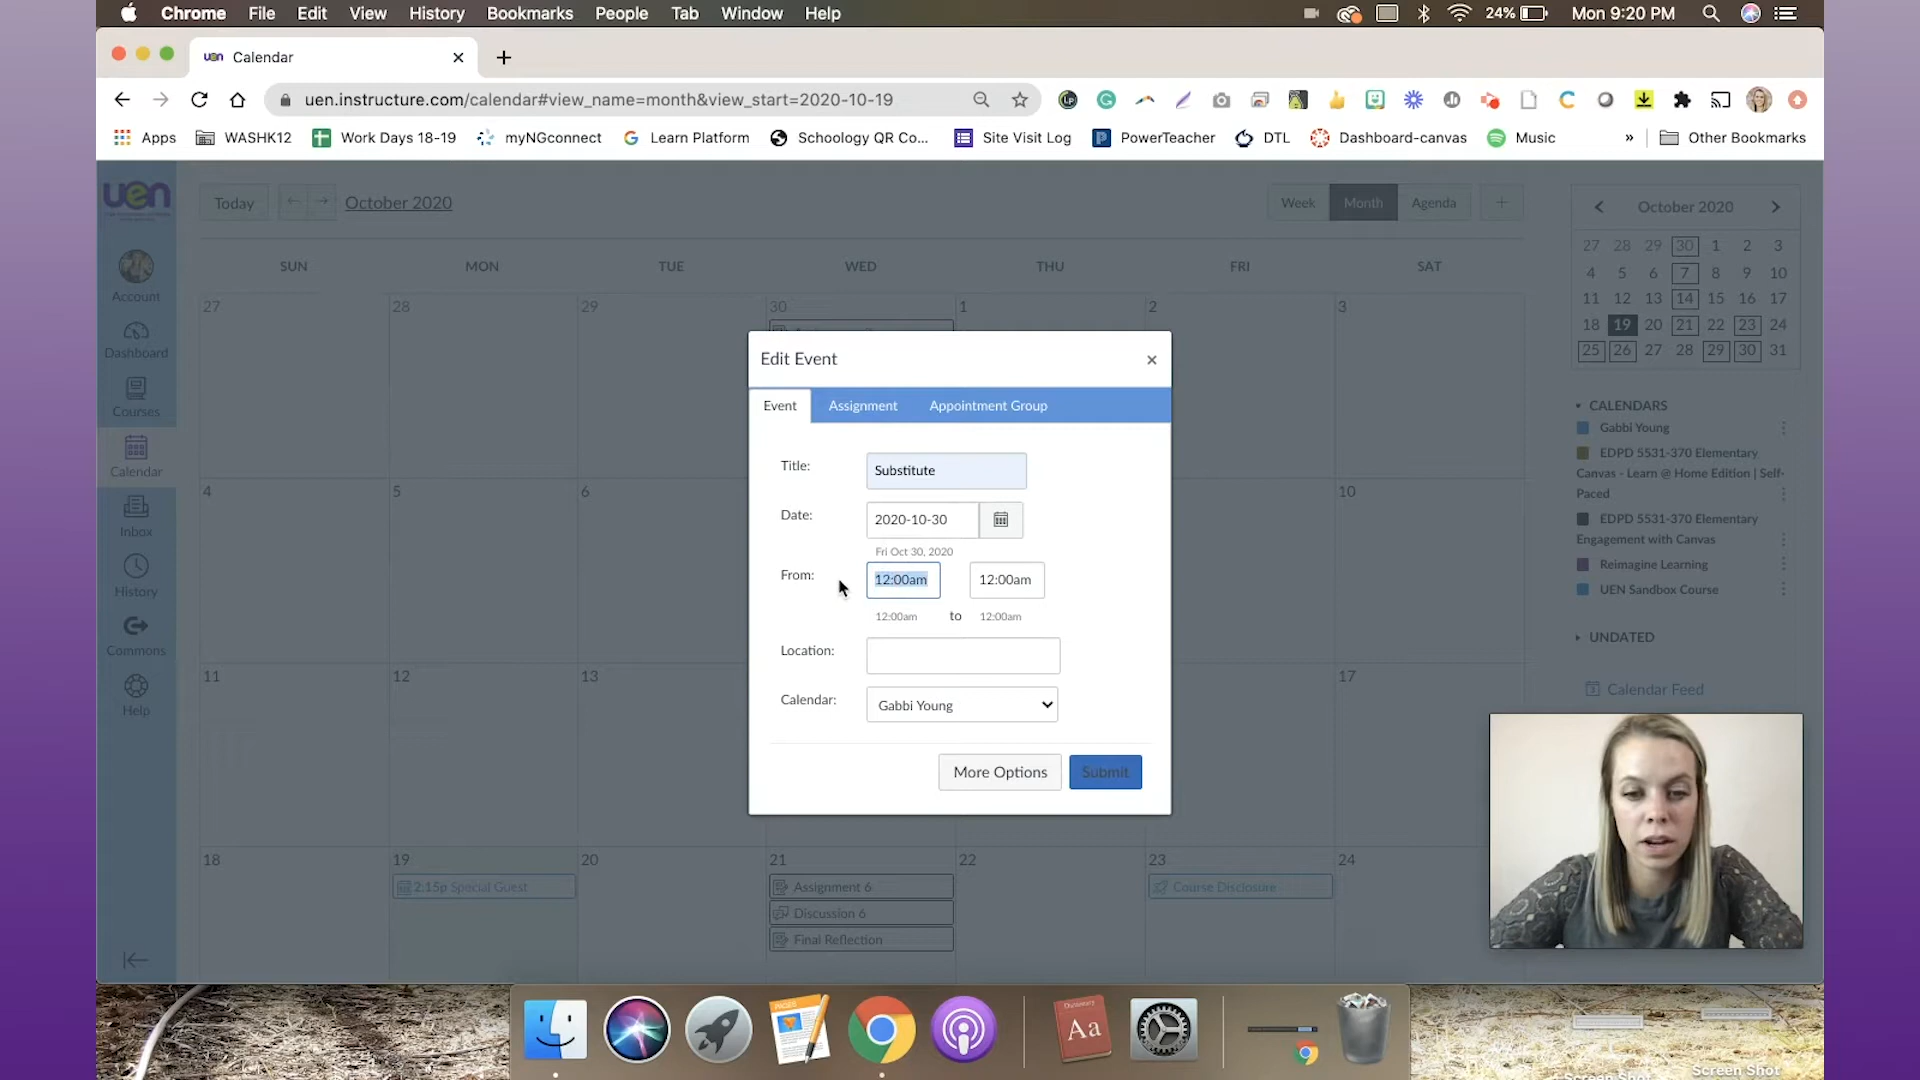 Chrome File Edit View History Bookmarks People Tab Window Help 24% Mon 9:20 PM
uen Calendar
uen.instructure.com/calendar#view_name=month&view_start=2020-10-19
Apps WASHK12 Work Days 18-19 myNGconnect Learn Platform Schoology QR Co... Site Visit Log PowerTeacher DTL Dashboard-canvas Music » Other Bookmarks
uen
Account
Dashboard
Courses
Calendar
Inbox
History
Commons
Help
Today October 2020 Week Month Agenda +
SUN MON TUE WED THU FRI SAT
27 28 29 30 1 2 3
4 5 6 10
11 12 13 17
18 19 20 21 22 23 24
2:15p Special Guest
Assignment 6
Discussion 6
Final Reflection
Course Disclosure
Edit Event
Event Assignment Appointment Group
Title: Substitute
Date: 2020-10-30
Fri Oct 30, 2020
From: 12:00am 12:00am
12:00am to 12:00am
Location:
Calendar: Gabbi Young
More Options Submit
October 2020
27 28 29 30 1 2 3
4 5 6 7 8 9 10
11 12 13 14 15 16 17
18 19 20 21 22 23 24
25 26 27 28 29 30 31
CALENDARS
Gabbi Young
EDPD 5531-370 Elementary
Canvas - Learn @ Home Edition | Self-
Paced
EDPD 5531-370 Elementary
Engagement with Canvas
Reimagine Learning
UEN Sandbox Course
UNDATED
Calendar Feed
PAGES
Dictionary
Aa
Screen Shot